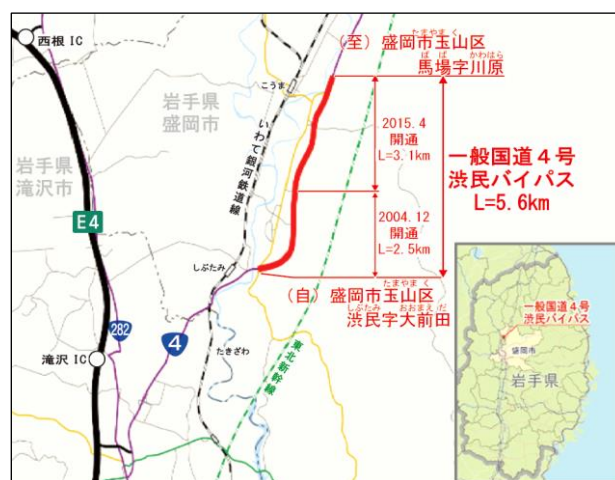 西根 IC
たまやま く
(至)盛岡市玉山区
ば ば かわはら
馬場字川原
こうま
岩手県
盛岡市
岩手県
滝沢市
いわて銀河鉄道線
2015.4
開通
L=3.1km
一般国道4号
渋民バイパス
L=5.6km
2004.12
開通
L=2.5km
E4
しぶたみ
たまやま く
(自)盛岡市玉山区
しぶたみ おおまえ だ
渋民字大前田
282
4
滝沢 IC
たきざわ
東北新幹線
一般国道4号
渋民バイパス
盛岡市
岩手県